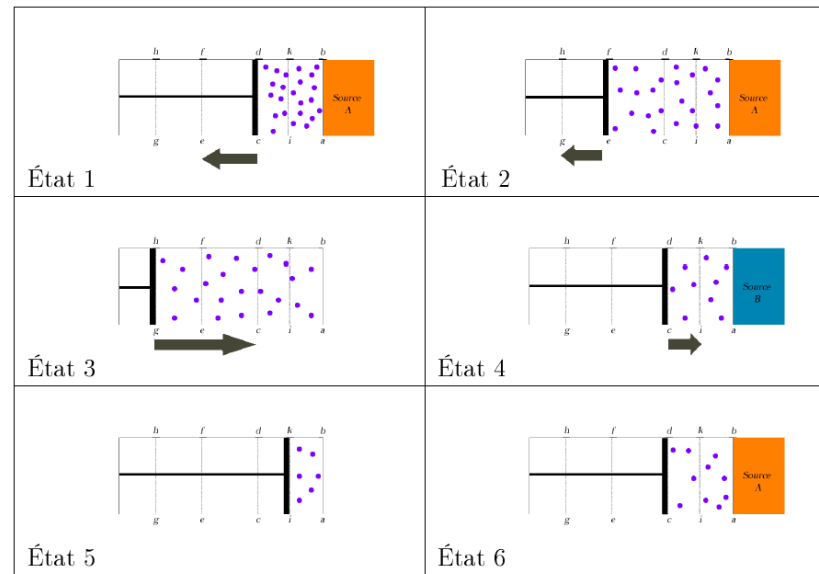 h f d k b
Source
A
g e c i a
État 1
h f d k b
Source
A
g e c i a
État 2
h f d k b
g e c i a
État 3
h f d k b
Source
B
g e c i a
État 4
h f d k b
g e c i a
État 5
h f d k b
Source
A
g e c i a
État 6